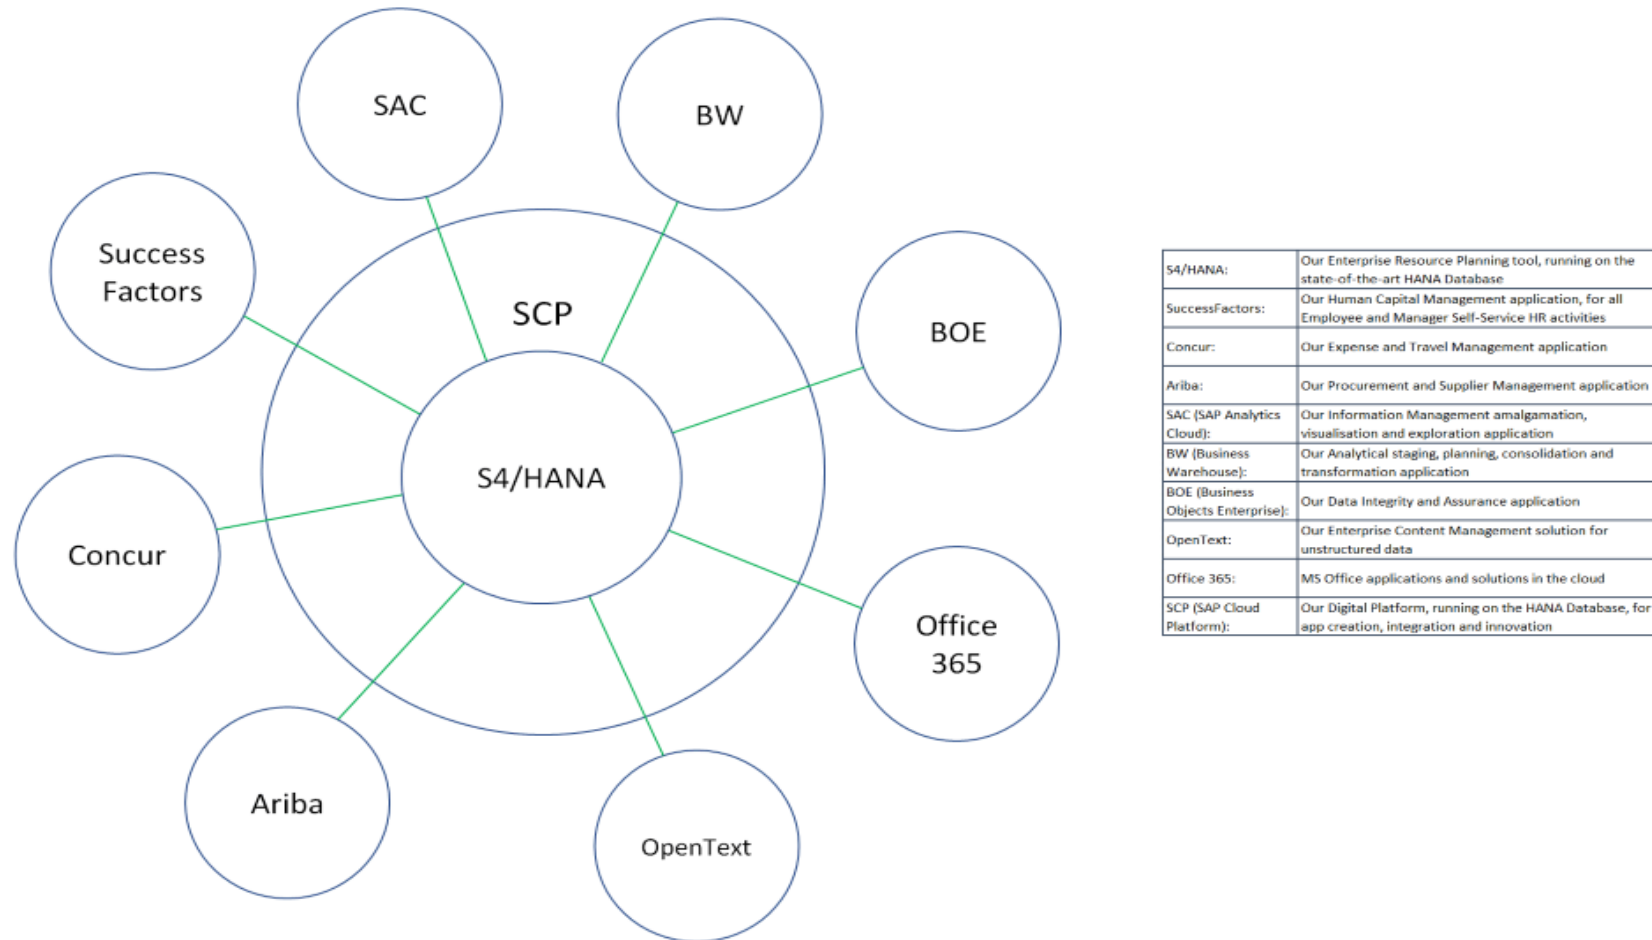 SAC
BW
Success
Factors
SCP
BOE
S4/HANA
Concur
Office
365
Ariba
OpenText
S4/HANA:
Our Enterprise Resource Planning tool, running on the
state-of-the-art HANA Database
SuccessFactors:
Our Human Capital Management application, for all
Employee and Manager Self-Service HR activities
Concur:
Our Expense and Travel Management application
Ariba:
Our Procurement and Supplier Management application
SAC (SAP Analytics
Cloud):
Our Information Management amalgamation,
visualisation and exploration application
BW (Business
Warehouse):
Our Analytical staging, planning, consolidation and
transformation application
BOE (Business
Objects Enterprise):
Our Data Integrity and Assurance application
OpenText:
Our Enterprise Content Management solution for
unstructured data
Office 365:
MS Office applications and solutions in the cloud
SCP (SAP Cloud
Platform):
Our Digital Platform, running on the HANA Database, for
app creation, integration and innovation